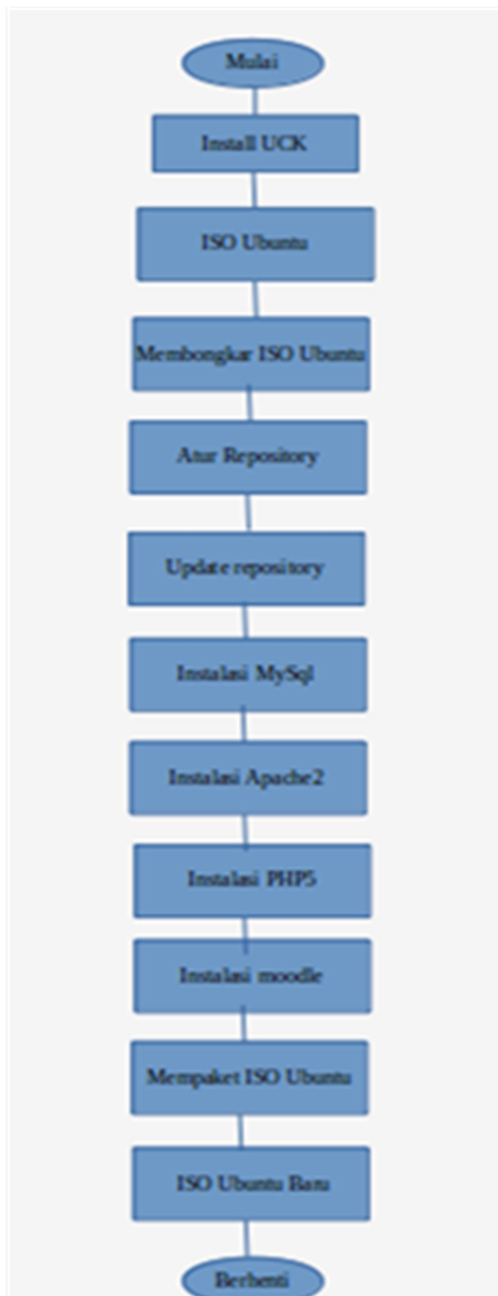 Mulai
Install UCK
ISO Ubuntu
Membongkar ISO Ubuntu
Atur Repository
Update repository
Instalasi MySql
Instalasi Apache2
Instalasi PHP5
Instalasi moodle
Mempaket ISO Ubuntu
ISO Ubuntu Baru
Berhenti